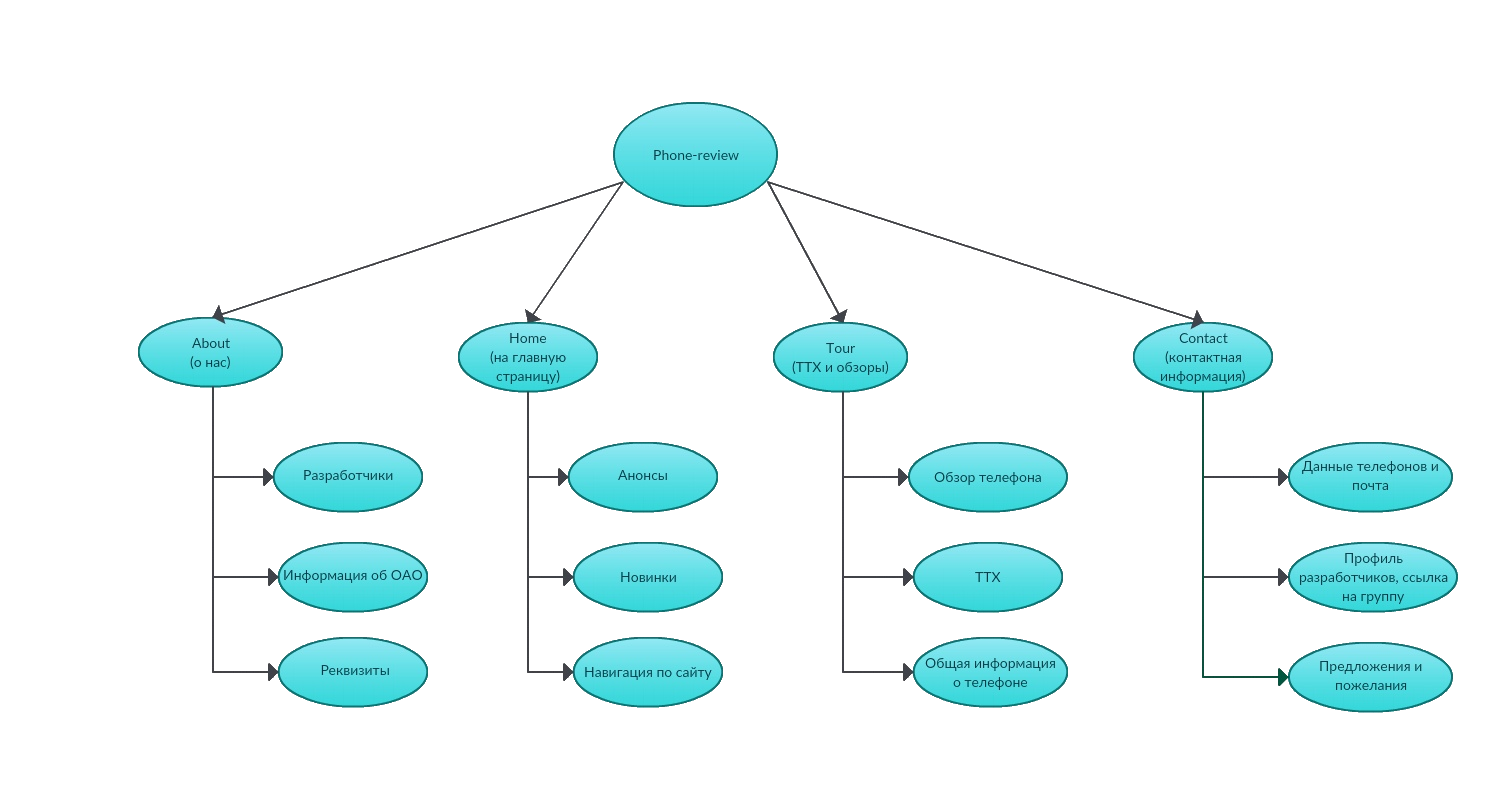 Phone-review
About
(о нас)
Home
(на главную
страницу)
Tour
(ТТХ и обзоры)
Contact
(контактная
информация)
Разработчики
Анонсы
Обзор телефона
Данные телефонов и
почта
Информация об ОАО
Новинки
ТТХ
Профиль
разработчиков, ссылка
на группу
Реквизиты
Навигация по сайту
Общая информация
о телефоне
Предложения и
пожелания